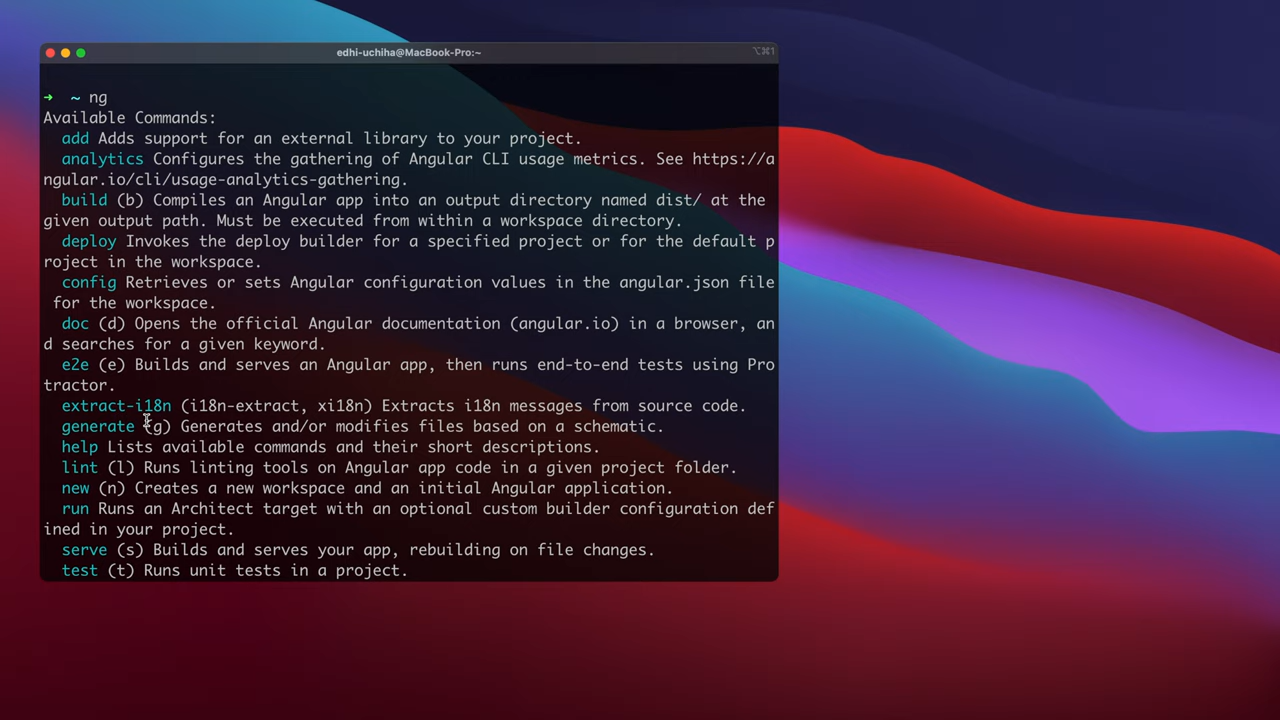 edhi-uchiha@MacBook-Pro:~
⌥⌘1
➜ ~ ng
Available Commands:
add Adds support for an external library to your project.
analytics Configures the gathering of Angular CLI usage metrics. See https://a
ngular.io/cli/usage-analytics-gathering.
build (b) Compiles an Angular app into an output directory named dist/ at the
given output path. Must be executed from within a workspace directory.
deploy Invokes the deploy builder for a specified project or for the default p
roject in the workspace.
config Retrieves or sets Angular configuration values in the angular.json file
for the workspace.
doc (d) Opens the official Angular documentation (angular.io) in a browser, an
d searches for a given keyword.
e2e (e) Builds and serves an Angular app, then runs end-to-end tests using Pro
tractor.
extract-i18n (i18n-extract, xi18n) Extracts i18n messages from source code.
generate (g) Generates and/or modifies files based on a schematic.
help Lists available commands and their short descriptions.
lint (l) Runs linting tools on Angular app code in a given project folder.
new (n) Creates a new workspace and an initial Angular application.
run Runs an Architect target with an optional custom builder configuration def
ined in your project.
serve (s) Builds and serves your app, rebuilding on file changes.
test (t) Runs unit tests in a project.